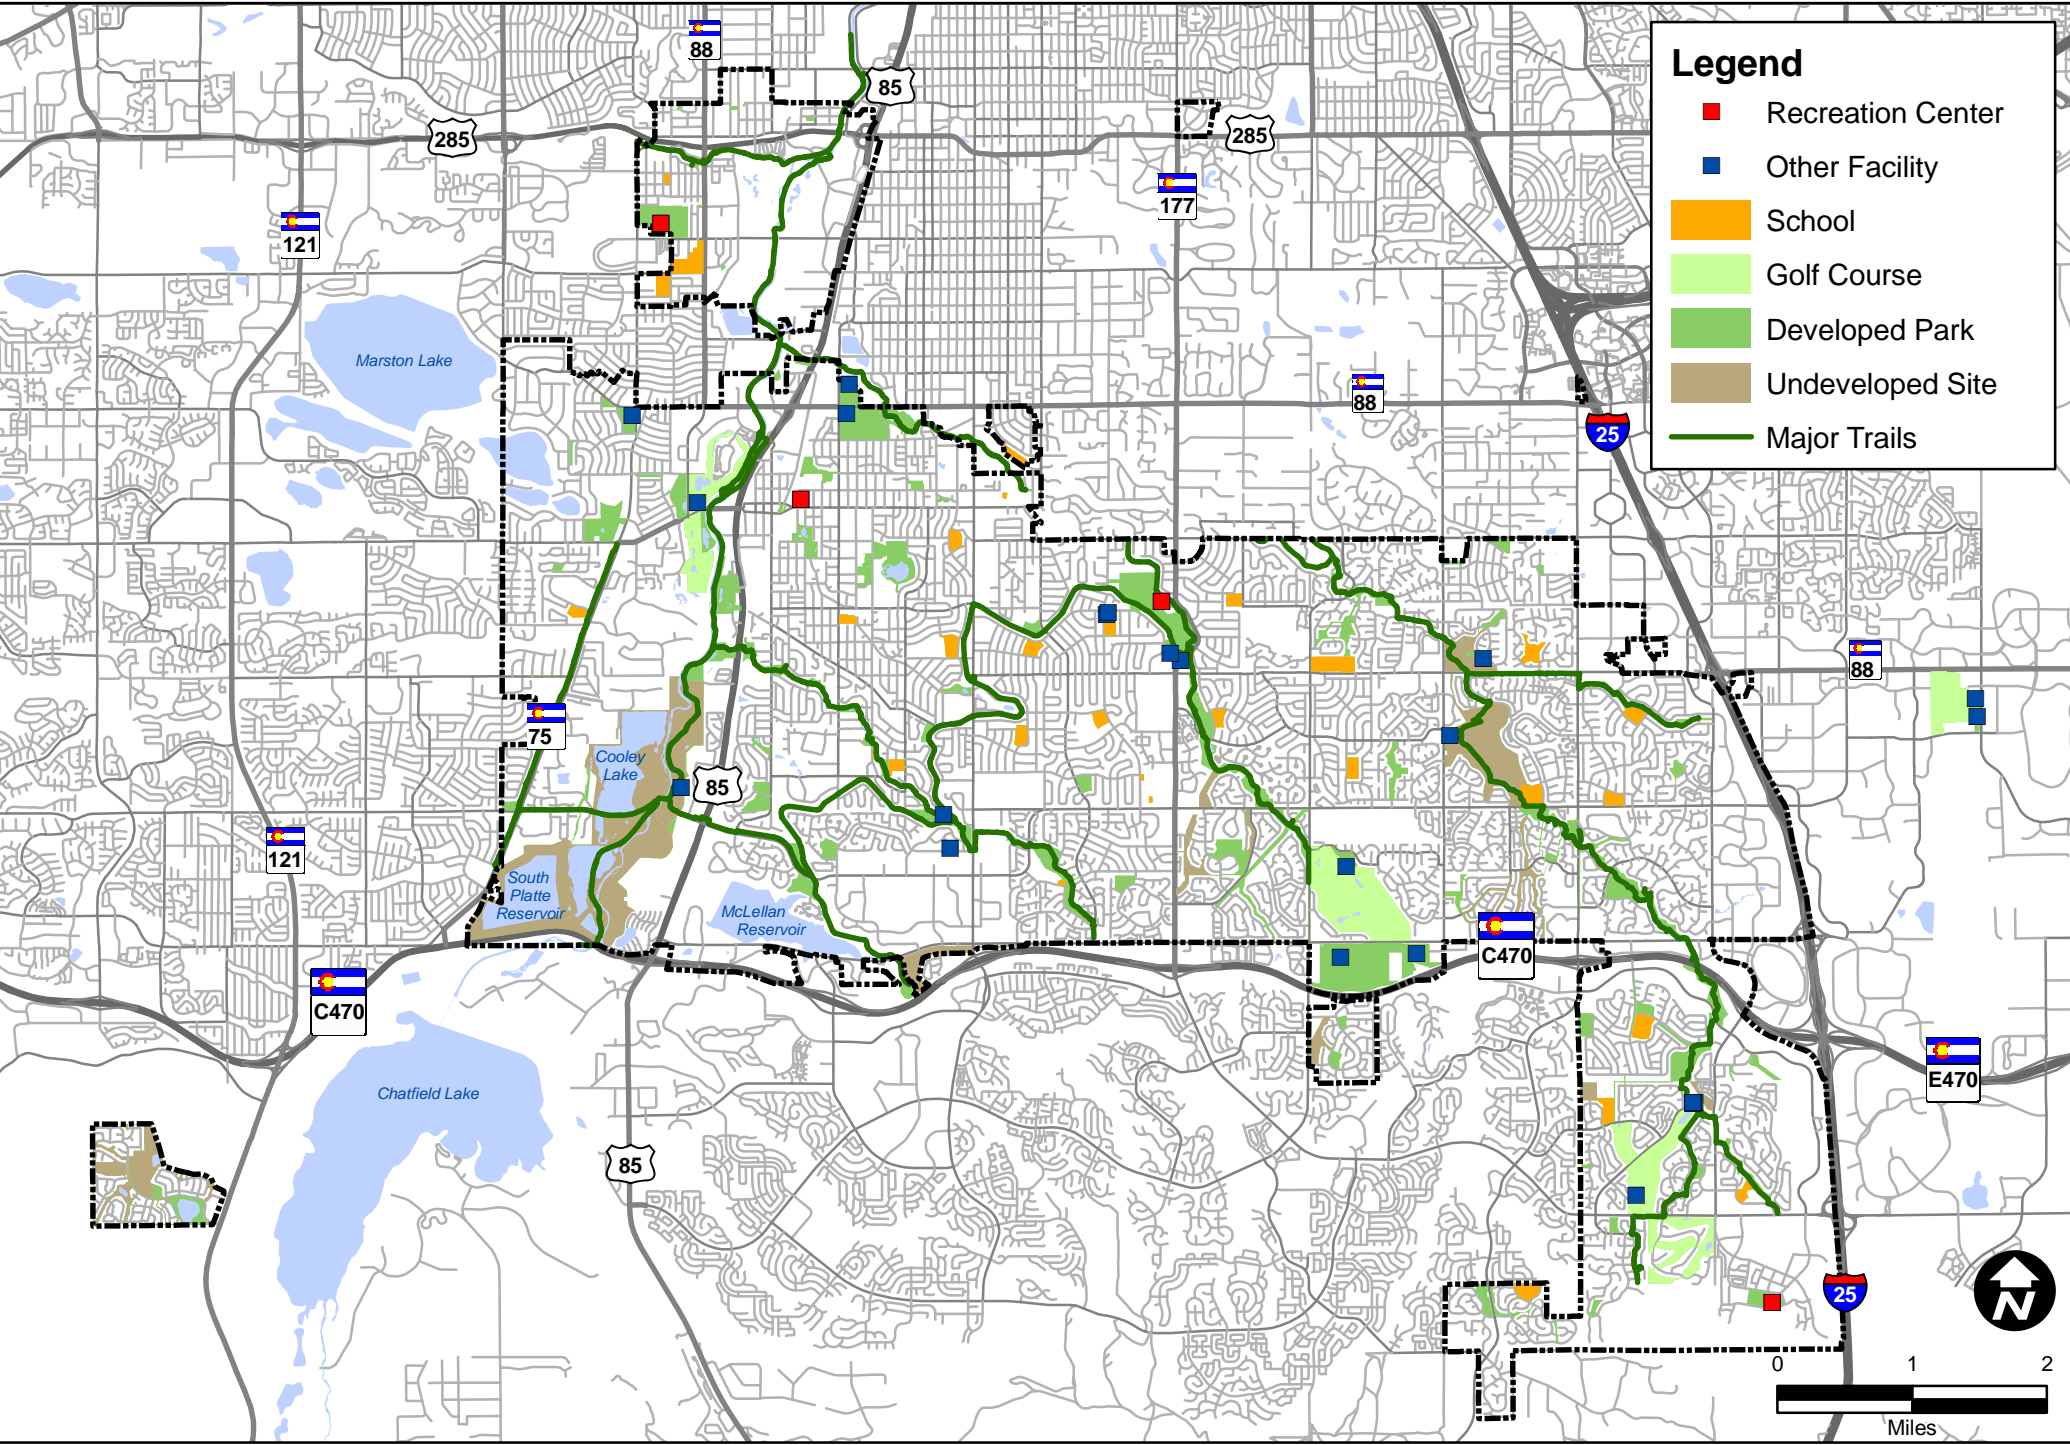 Legend
Recreation Center
Other Facility
School
Golf Course
Developed Park
Undeveloped Site
Major Trails
88
85
285
285
177
121
Marston Lake
88
25
88
75
Cooley
Lake
85
121
South
Platte
Reservoir
McLellan
Reservoir
C470
C470
E470
Chatfield Lake
85
25
N
0 1 2
Miles